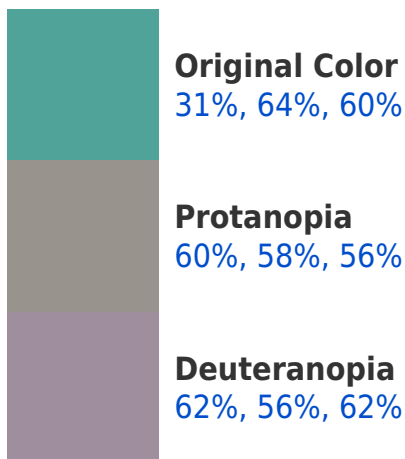 Original Color
31%, 64%, 60%
Protanopia
60%, 58%, 56%
Deuteranopia
62%, 56%, 62%